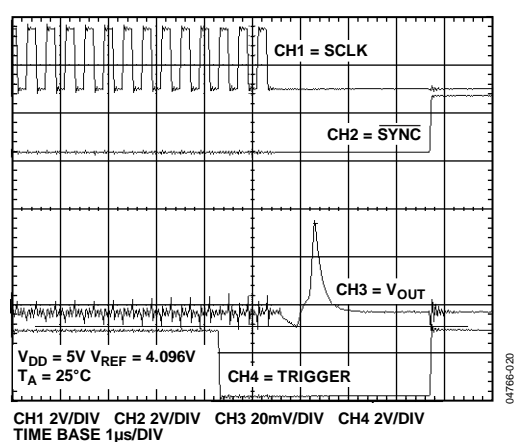 CH1 = SCLK
CH2 = SYNC
CH3 = VOUT
VDD = 5V VREF = 4.096V
TA = 25°C
CH4 = TRIGGER
CH1 2V/DIV CH2 2V/DIV CH3 20mV/DIV CH4 2V/DIV
TIME BASE 1µs/DIV
04766-020